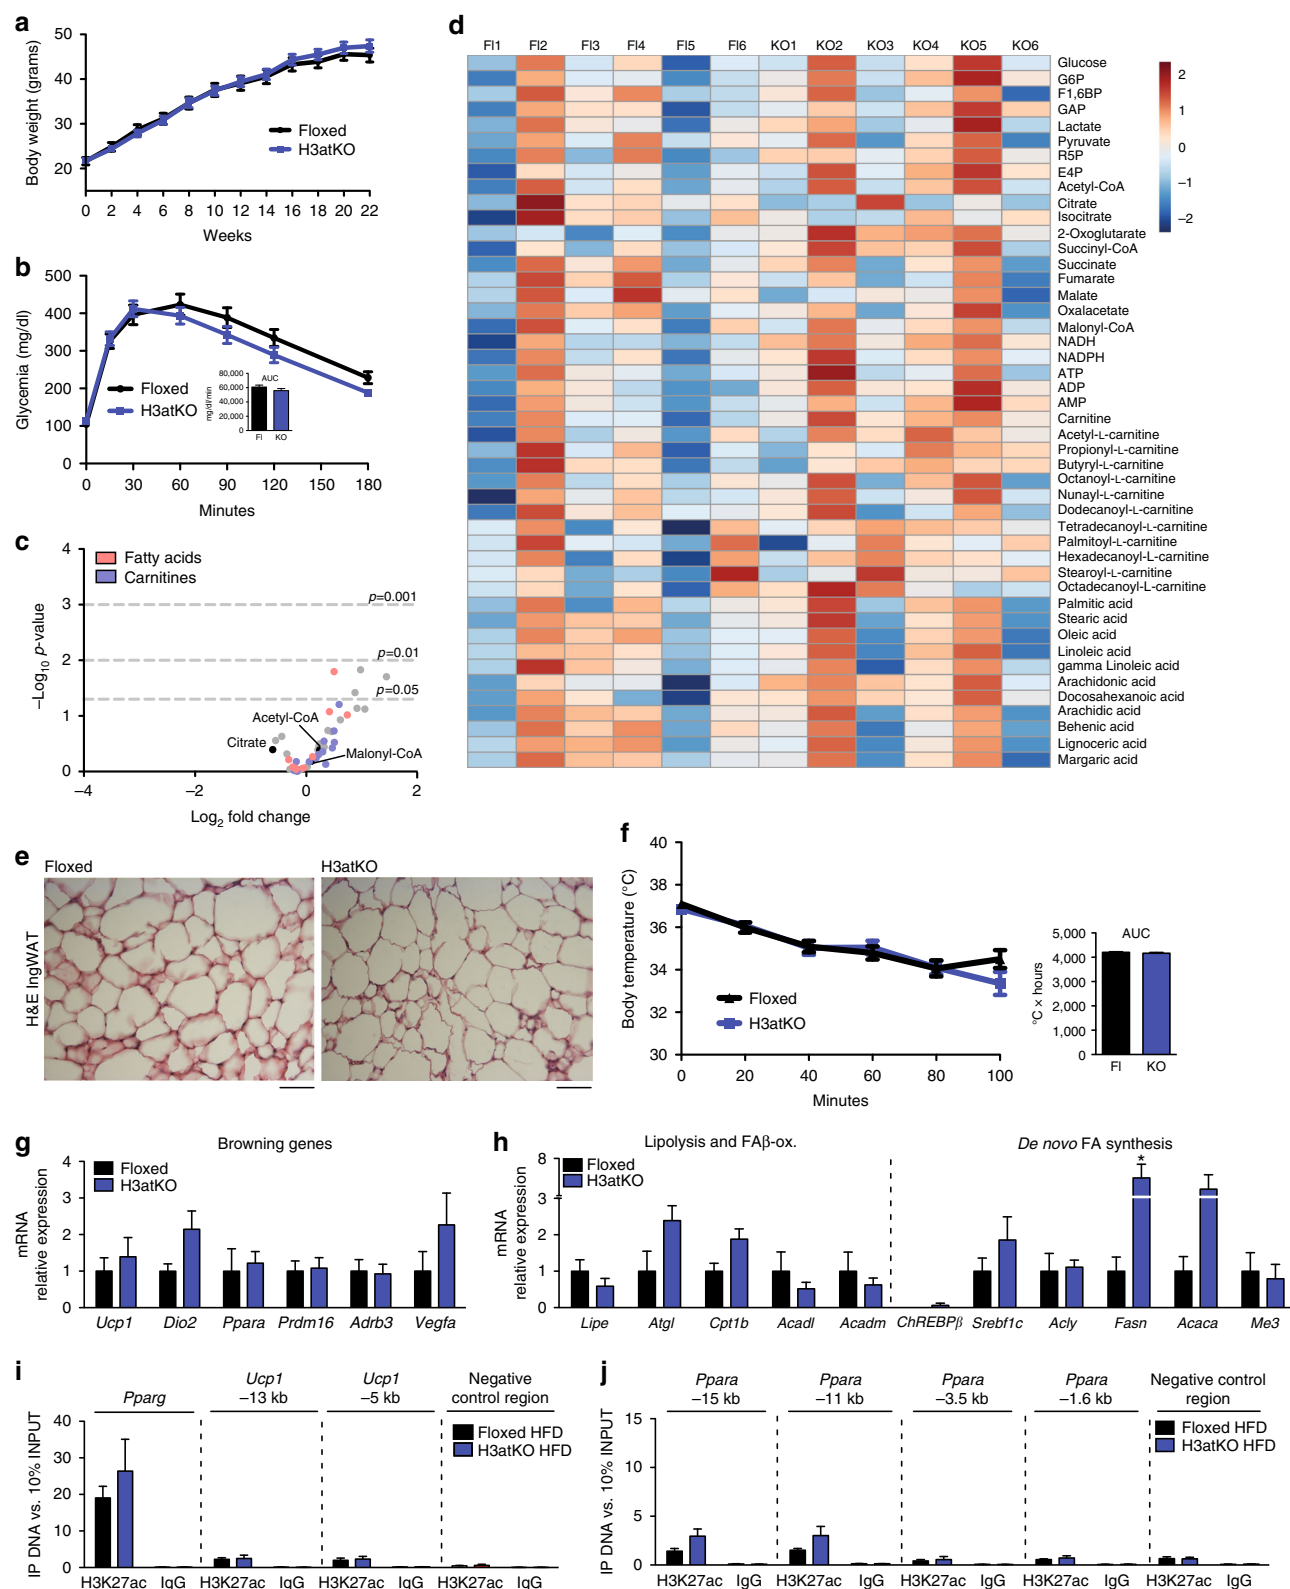 a
50
40
30
20
Body weight (grams)
Floxed
H3atKO
0 2 4 6 8 10 12 14 16 18 20 22
Weeks
b
500
400
300
200
100
0
Glycemia (mg/dl)
Floxed
H3atKO
80,000
60,000
40,000
20,000
0
mg/dl/min
AUC
Fl KO
0 30 60 90 120 150 180
Minutes
c
4
3
2
1
0
–Log10 p-value
Fatty acids
Carnitines
p=0.001
p=0.01
p=0.05
Acetyl-CoA
Citrate
Malonyl-CoA
–4 –2 0 2
Log2 fold change
d
Fl1 Fl2 Fl3 Fl4 Fl5 Fl6 KO1 KO2 KO3 KO4 KO5 KO6
Glucose
G6P
F1,6BP
GAP
Lactate
Pyruvate
R5P
E4P
Acetyl-CoA
Citrate
Isocitrate
2-Oxoglutarate
Succinyl-CoA
Succinate
Fumarate
Malate
Oxalacetate
Malonyl-CoA
NADH
NADPH
ATP
ADP
AMP
Carnitine
Acetyl-L-carnitine
Propionyl-L-carnitine
Butyryl-L-carnitine
Octanoyl-L-carnitine
Nunayl-L-carnitine
Dodecanoyl-L-carnitine
Tetradecanoyl-L-carnitine
Palmitoyl-L-carnitine
Hexadecanoyl-L-carnitine
Stearoyl-L-carnitine
Octadecanoyl-L-carnitine
Palmitic acid
Stearic acid
Oleic acid
Linoleic acid
gamma Linoleic acid
Arachidonic acid
Docosahexanoic acid
Arachidic acid
Behenic acid
Lignoceric acid
Margaric acid
2
1
0
–1
–2
e
Floxed
H3atKO
H&E IngWAT
f
40
38
36
34
32
30
Body temperature (°C)
Floxed
H3atKO
0 20 40 60 80 100
Minutes
AUC
5,000
4,000
3,000
2,000
1,000
0
°C × hours
Fl KO
g
Browning genes
4
3
2
1
0
mRNA
relative expression
Floxed
H3atKO
Ucp1 Dio2 Ppara Prdm16 Adrb3 Vegfa
h
Lipolysis and FAβ-ox.
De novo FA synthesis
8
3
2
1
0
mRNA
relative expression
Floxed
H3atKO
*
Lipe Atgl Cpt1b Acadl Acadm ChREBPβ Srebf1c Acly Fasn Acaca Me3
i
Pparg
Ucp1
–13 kb
Ucp1
–5 kb
Negative
control region
40
30
20
10
0
IP DNA vs. 10% INPUT
Floxed HFD
H3atKO HFD
H3K27ac IgG H3K27ac IgG H3K27ac IgG H3K27ac IgG
j
Ppara
–15 kb
Ppara
–11 kb
Ppara
–3.5 kb
Ppara
–1.6 kb
Negative control
region
15
10
5
0
IP DNA vs. 10% INPUT
Floxed HFD
H3atKO HFD
H3K27ac IgG H3K27ac IgG H3K27ac IgG H3K27ac IgG H3K27ac IgG